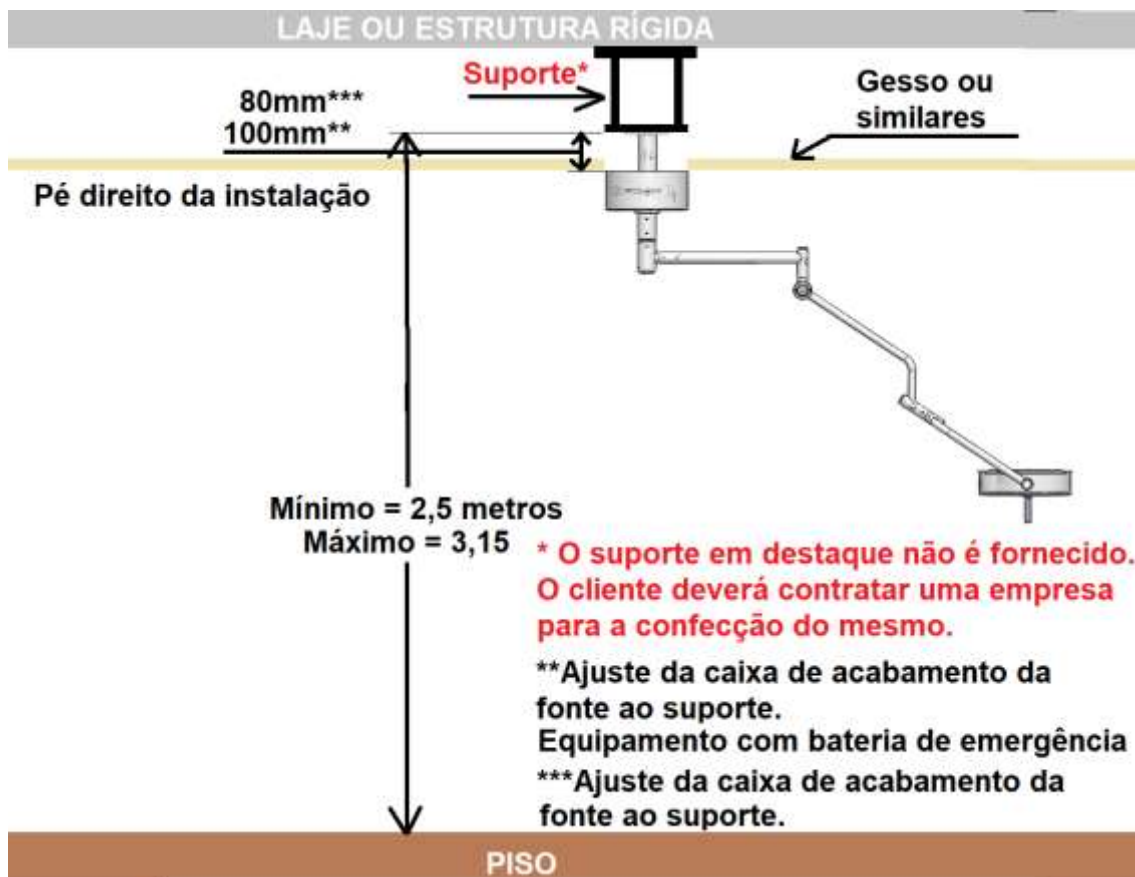 LAJE OU ESTRUTURA RÍGIDA
Suporte*
80mm***
100mm**
Gesso ou
similares
Pé direito da instalação
Mínimo = 2,5 metros
Máximo = 3,15
* O suporte em destaque não é fornecido.
O cliente deverá contratar uma empresa
para a confecção do mesmo.
**Ajuste da caixa de acabamento da
fonte ao suporte.
Equipamento com bateria de emergência
***Ajuste da caixa de acabamento da
fonte ao suporte.
PISO